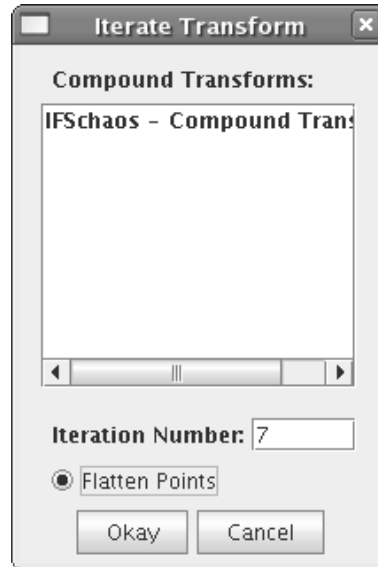 Iterate Transform
Compound Transforms:
IFSchaos - Compound Trans
Iteration Number: 7
Flatten Points
Okay Cancel